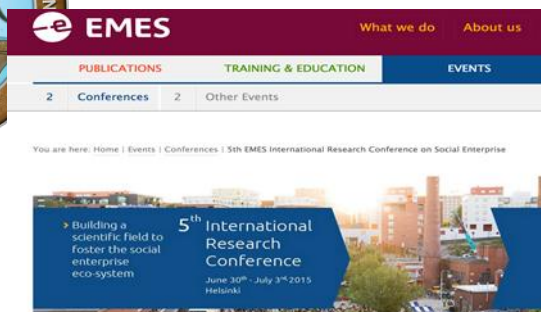 EMES
What we do About us
PUBLICATIONS TRAINING & EDUCATION EVENTS
2 Conferences 2 Other Events
You are here: Home | Events | Conferences | 5th EMES International Research Conference on Social Enterprise
Building a
scientific field to
foster the social
enterprise
eco-system
5th International
Research
Conference
June 30th - July 3rd 2015
Helsinki